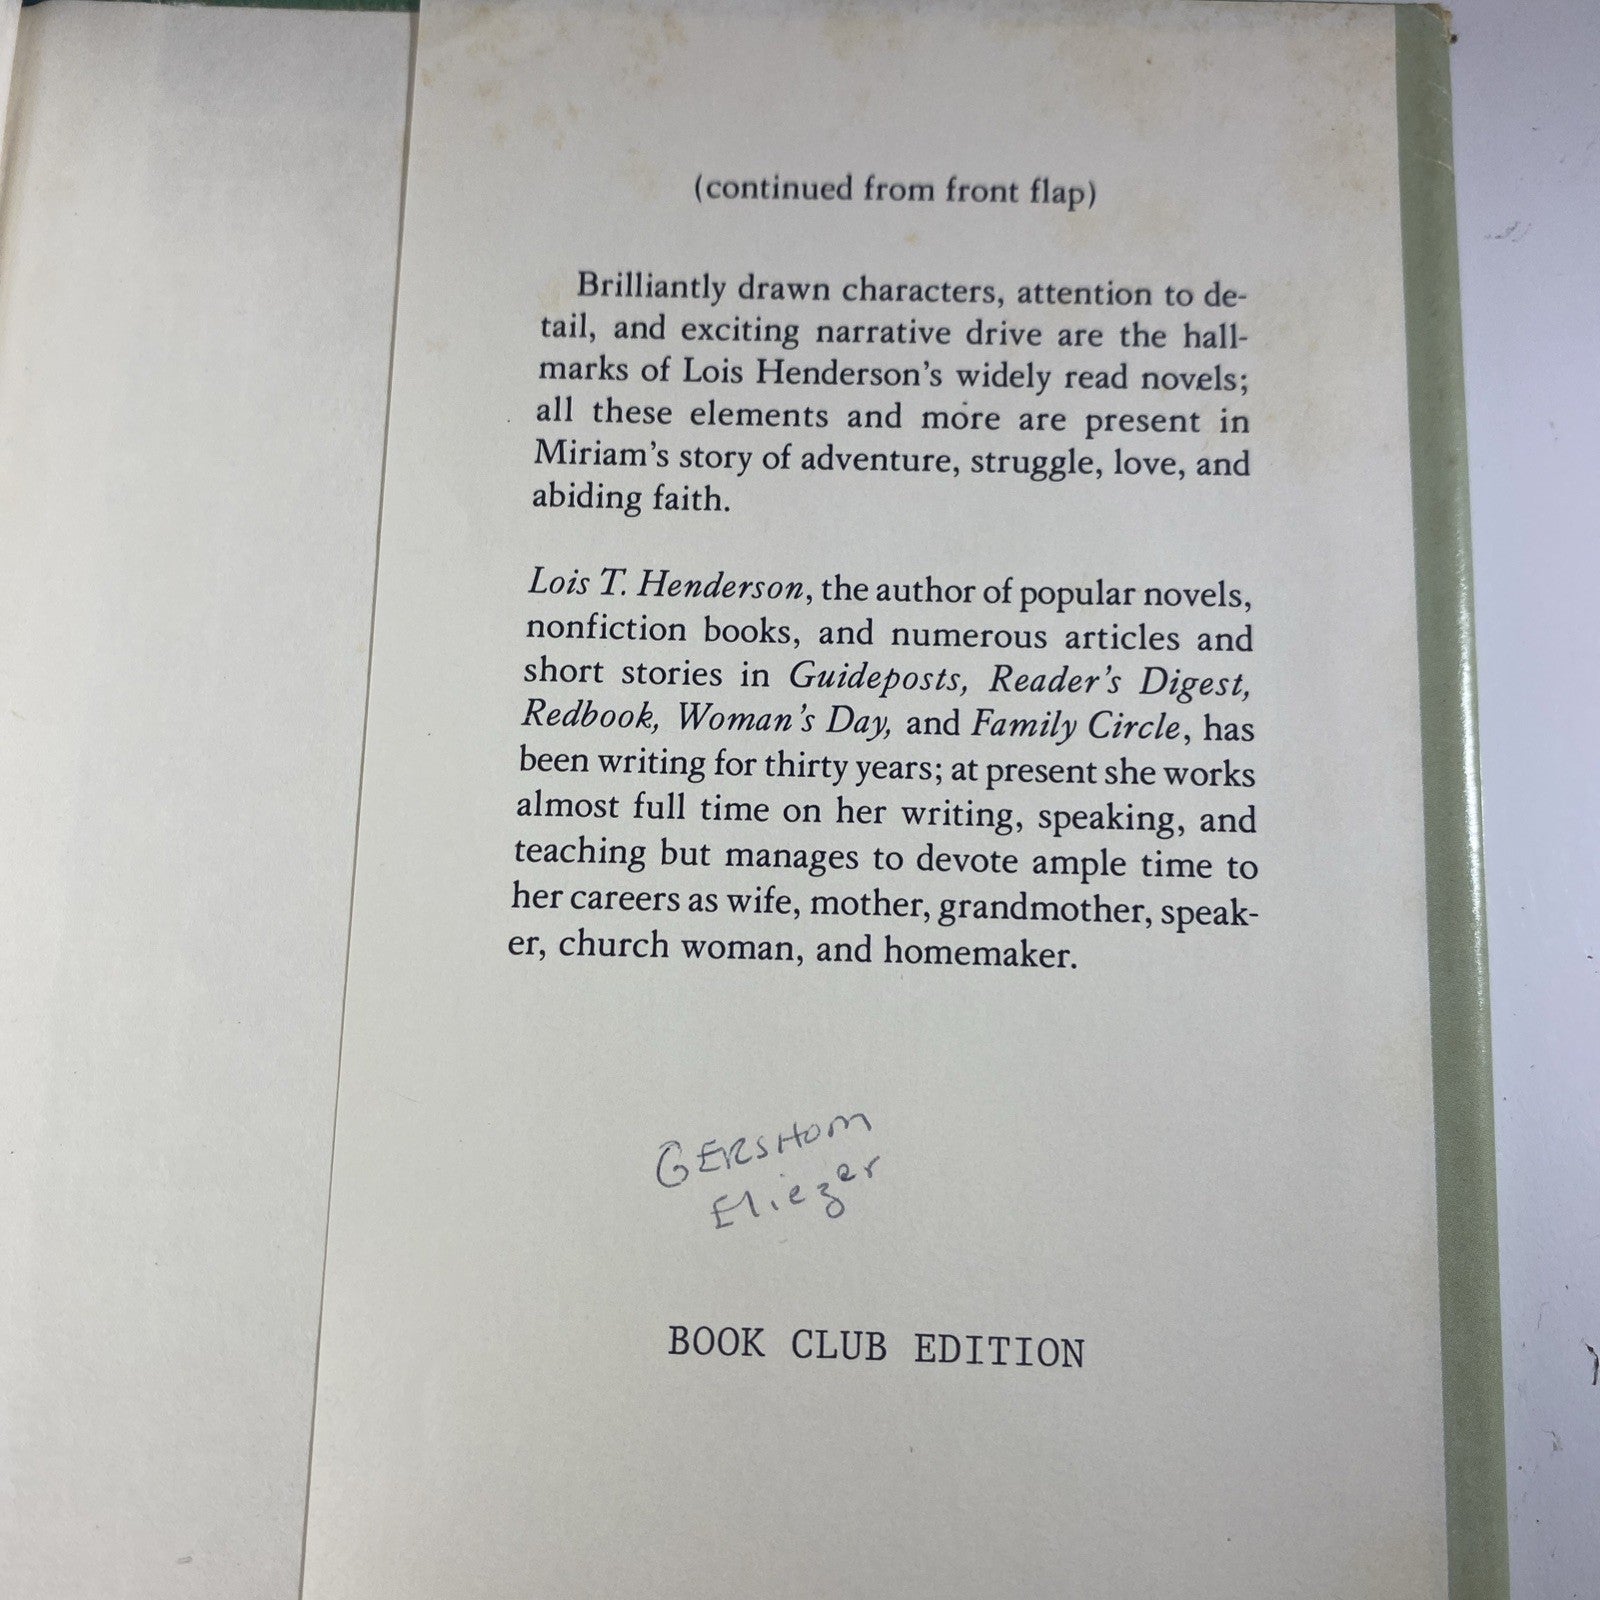 (continued from front flap)
Brilliantly drawn characters, attention to de-
tail, and exciting narrative drive are the hall-
marks of Lois Henderson's widely read novels;
all these elements and more are present in
Miriam's story of adventure, struggle, love, and
abiding faith.
Lois T. Henderson, the author of popular novels,
nonfiction books, and numerous articles and
short stories in Guideposts, Reader's Digest,
Redbook, Woman's Day, and Family Circle, has
been writing for thirty years; at present she works
almost full time on her writing, speaking, and
teaching but manages to devote ample time to
her careers as wife, mother, grandmother, speak-
er, church woman, and homemaker.
GERSHOM
Eliezer
BOOK CLUB EDITION